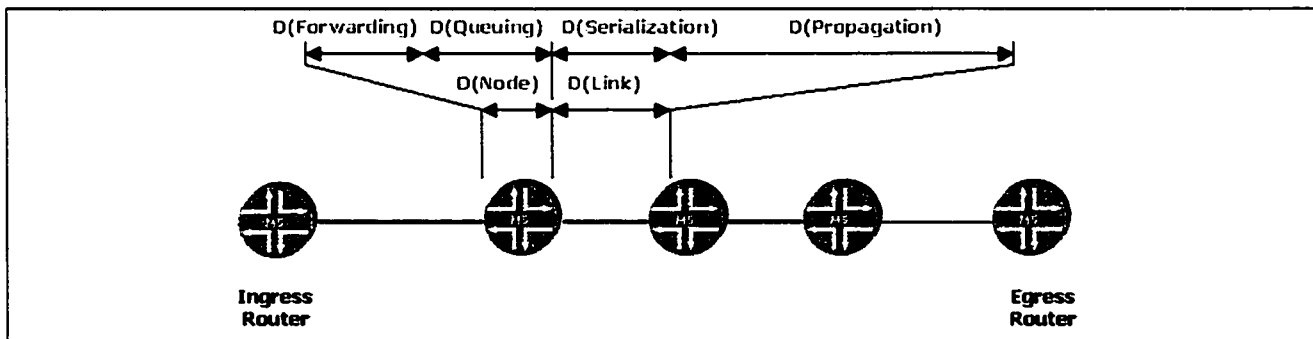 D(Forwarding) D(Queuing) D(Serialization) D(Propagation)
D(Node) D(Link)
Ingress Router
Egress Router